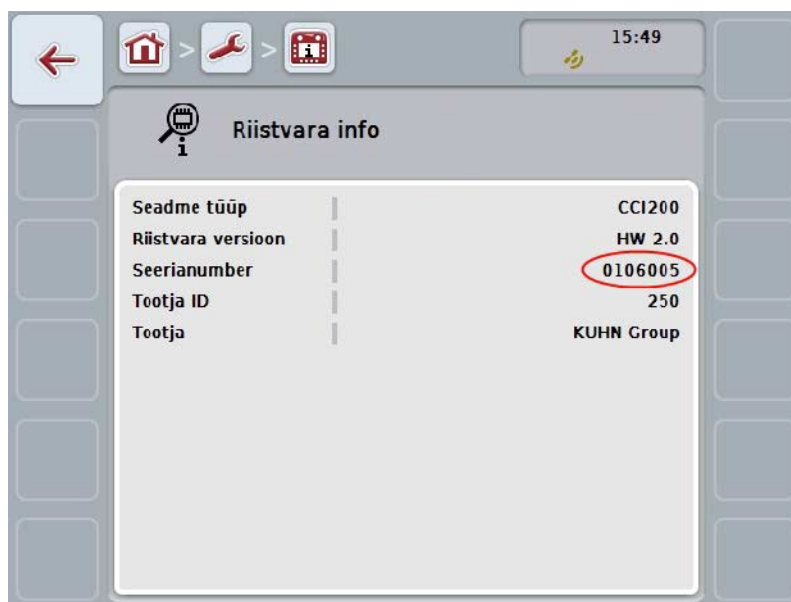 15:49
Riistvara info
Seadme tüüp CCI200
Riistvara versioon HW 2.0
Seerianumber 0106005
Tootja ID 250
Tootja KUHN Group